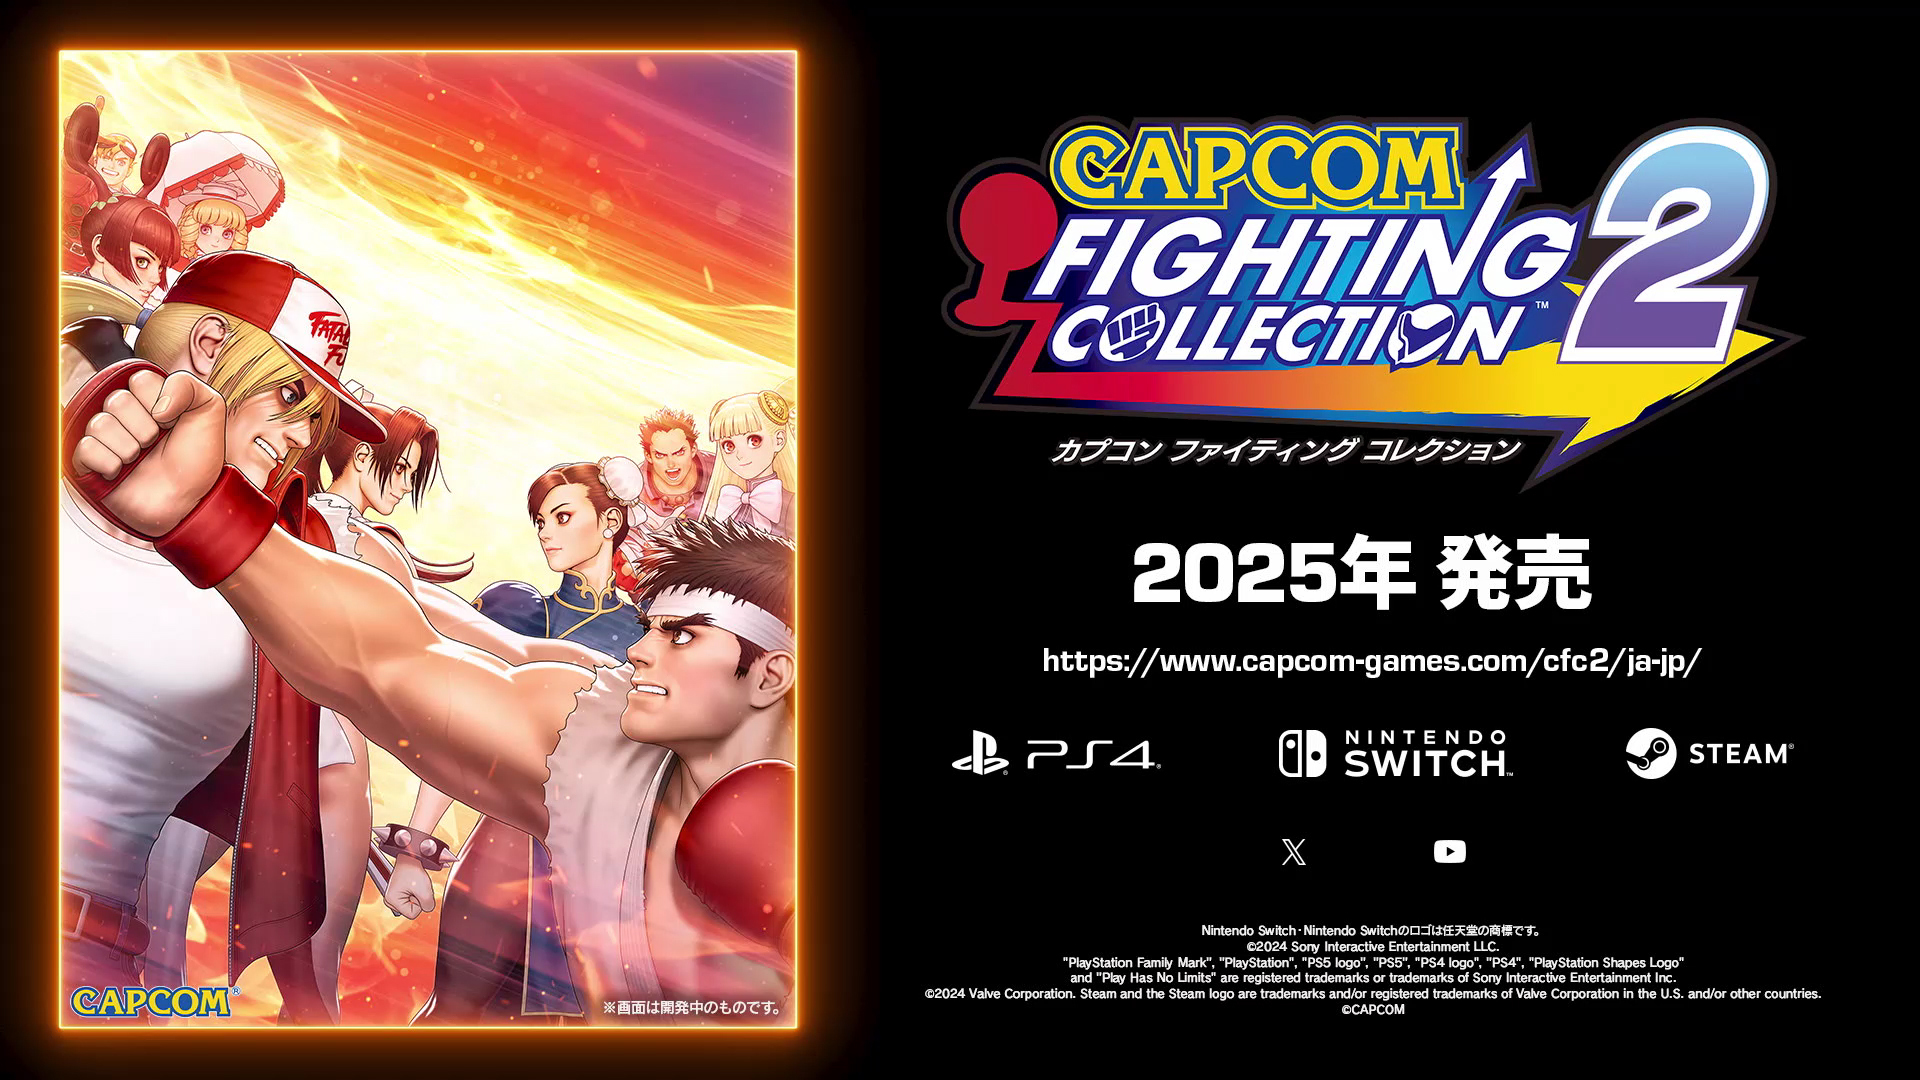 FATAL
FU
CAPCOM®
※画面は開発中のものです。
CAPCOM
FIGHTING 2
COLLECTION™
カプコン ファイティング コレクション
2025年 発売
https://www.capcom-games.com/cfc2/ja-jp/
PS4®
NINTENDO
SWITCH™
STEAM®
X
Nintendo Switch・Nintendo Switchのロゴは任天堂の商標です。
©2024 Sony Interactive Entertainment LLC.
"PlayStation Family Mark", "PlayStation", "PS5 logo", "PS5", "PS4 logo", "PS4", "PlayStation Shapes Logo"
and "Play Has No Limits" are registered trademarks or trademarks of Sony Interactive Entertainment Inc.
©2024 Valve Corporation. Steam and the Steam logo are trademarks and/or registered trademarks of Valve Corporation in the U.S. and/or other countries.
©CAPCOM